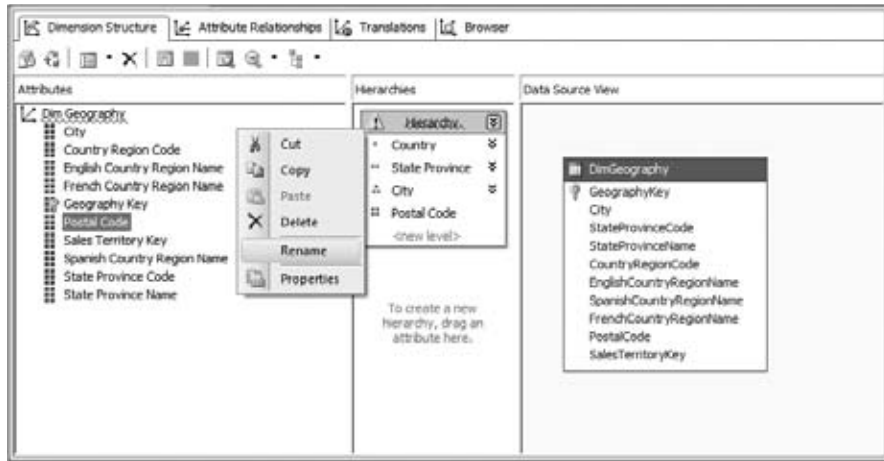 Dimension Structure Attribute Relationships Translations Browser
Attributes
Dim Geography
City
Country Region Code
English Country Region Name
French Country Region Name
Geography Key
Postal Code
Sales Territory Key
Spanish Country Region Name
State Province Code
State Province Name
Cut
Copy
Paste
Delete
Rename
Properties
Hierarchies
Hierarchy
Country
State Province
City
Postal Code
<new level>
To create a new
hierarchy, drag an
attribute here.
Data Source View
DimGeography
GeographyKey
City
StateProvinceCode
StateProvinceName
CountryRegionCode
EnglishCountryRegionName
SpanishCountryRegionName
FrenchCountryRegionName
PostalCode
SalesTerritoryKey